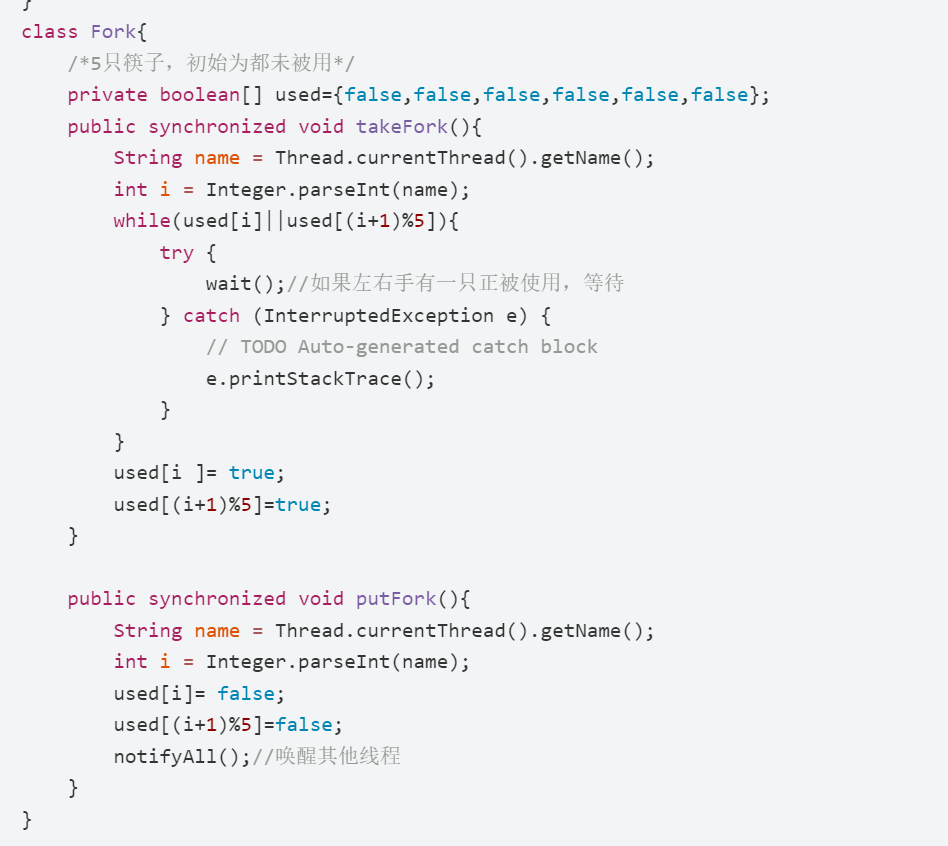 }
class Fork{
    /*5只筷子，初始为都未被用*/
    private boolean[] used={false,false,false,false,false,false};
    public synchronized void takeFork(){
        String name = Thread.currentThread().getName();
        int i = Integer.parseInt(name);
        while(used[i]||used[(i+1)%5]){
            try {
                wait();//如果左右手有一只正被使用，等待
            } catch (InterruptedException e) {
                // TODO Auto-generated catch block
                e.printStackTrace();
            }
        }
        used[i ]= true;
        used[(i+1)%5]=true;
    }

    public synchronized void putFork(){
        String name = Thread.currentThread().getName();
        int i = Integer.parseInt(name);
        used[i]= false;
        used[(i+1)%5]=false;
        notifyAll();//唤醒其他线程
    }
}